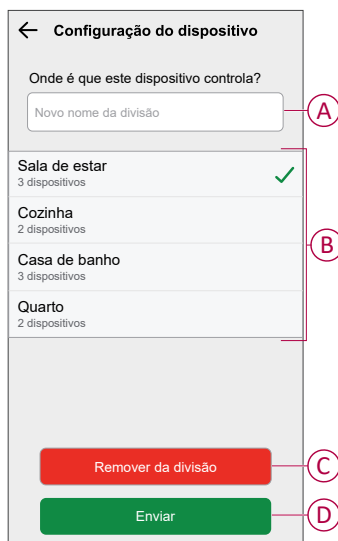 Configuração do dispositivo
Onde é que este dispositivo controla?
Novo nome da divisão
A
Sala de estar
3 dispositivos
Cozinha
2 dispositivos
B
Casa de banho
3 dispositivos
Quarto
2 dispositivos
Remover da divisão
C
Enviar
D